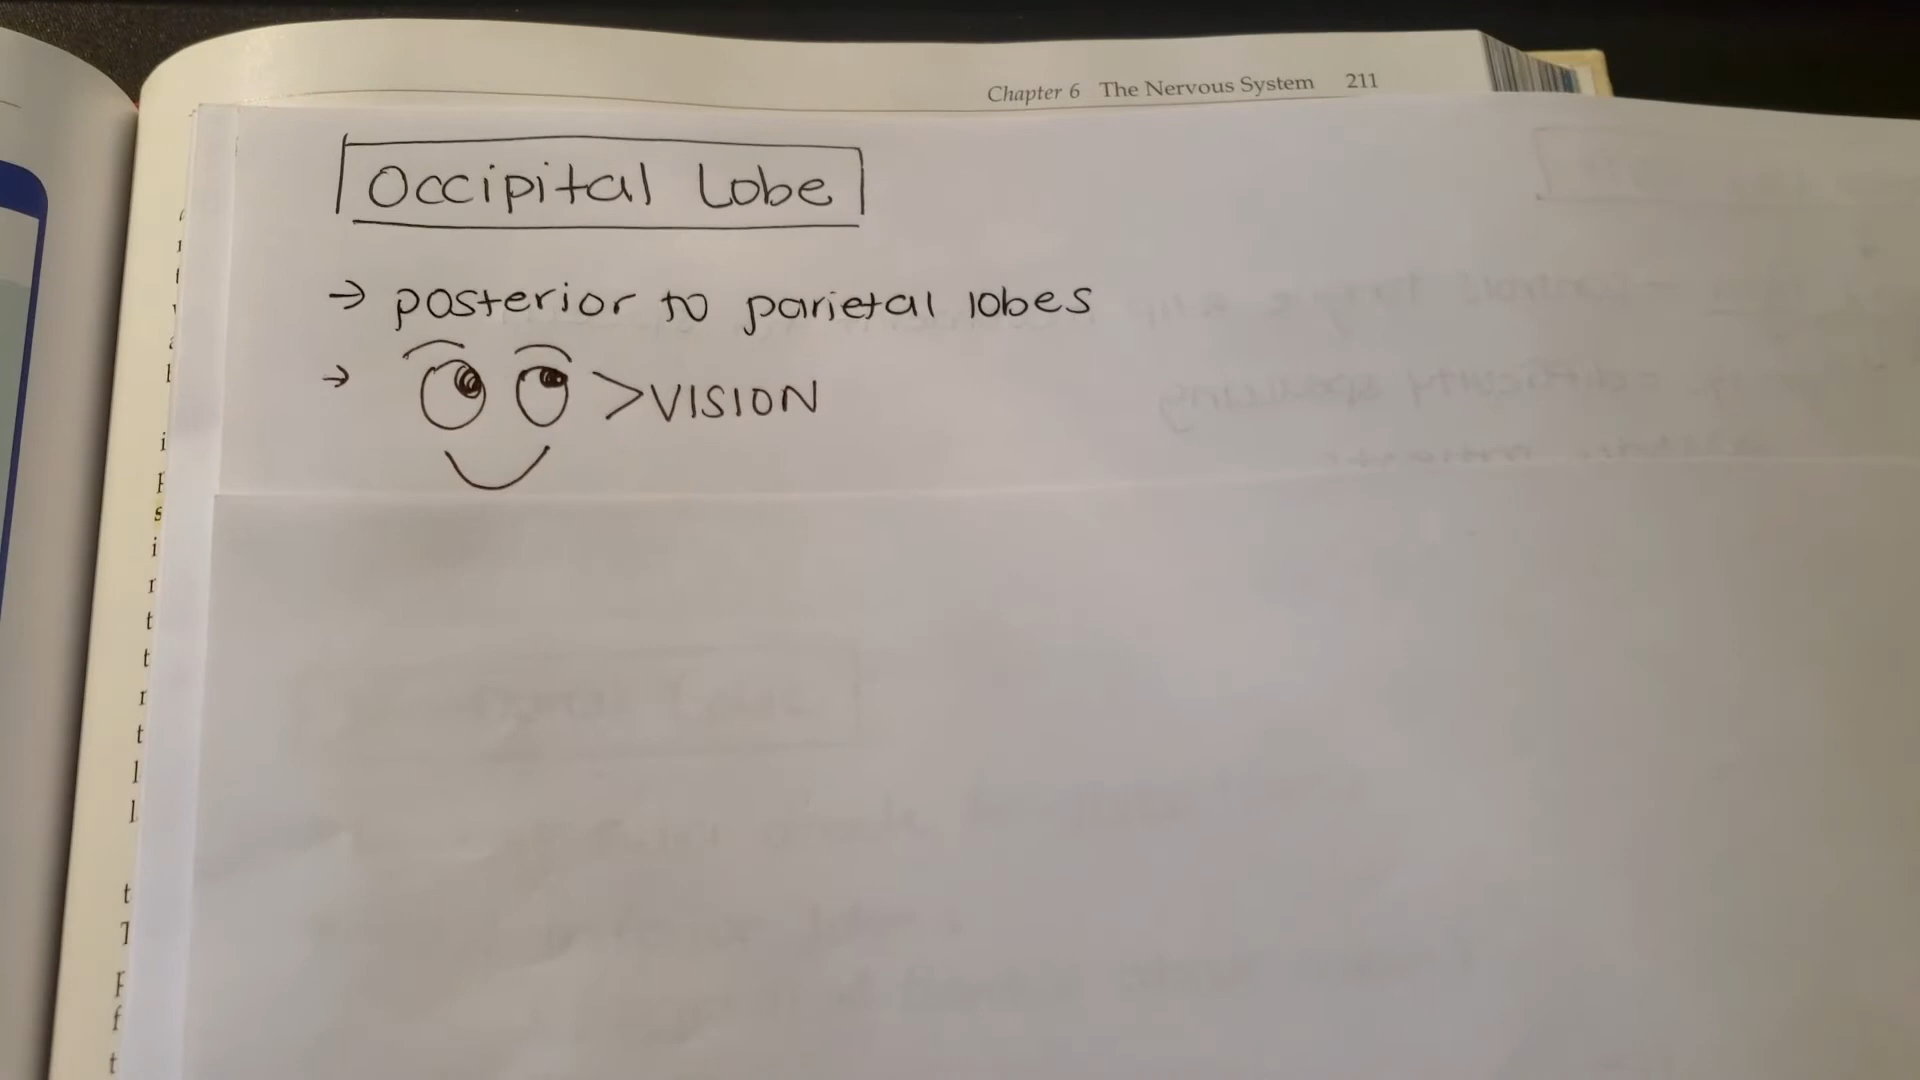 Chapter 6 The Nervous System 211
Occipital Lobe
→ posterior to parietal lobes
→ >VISION